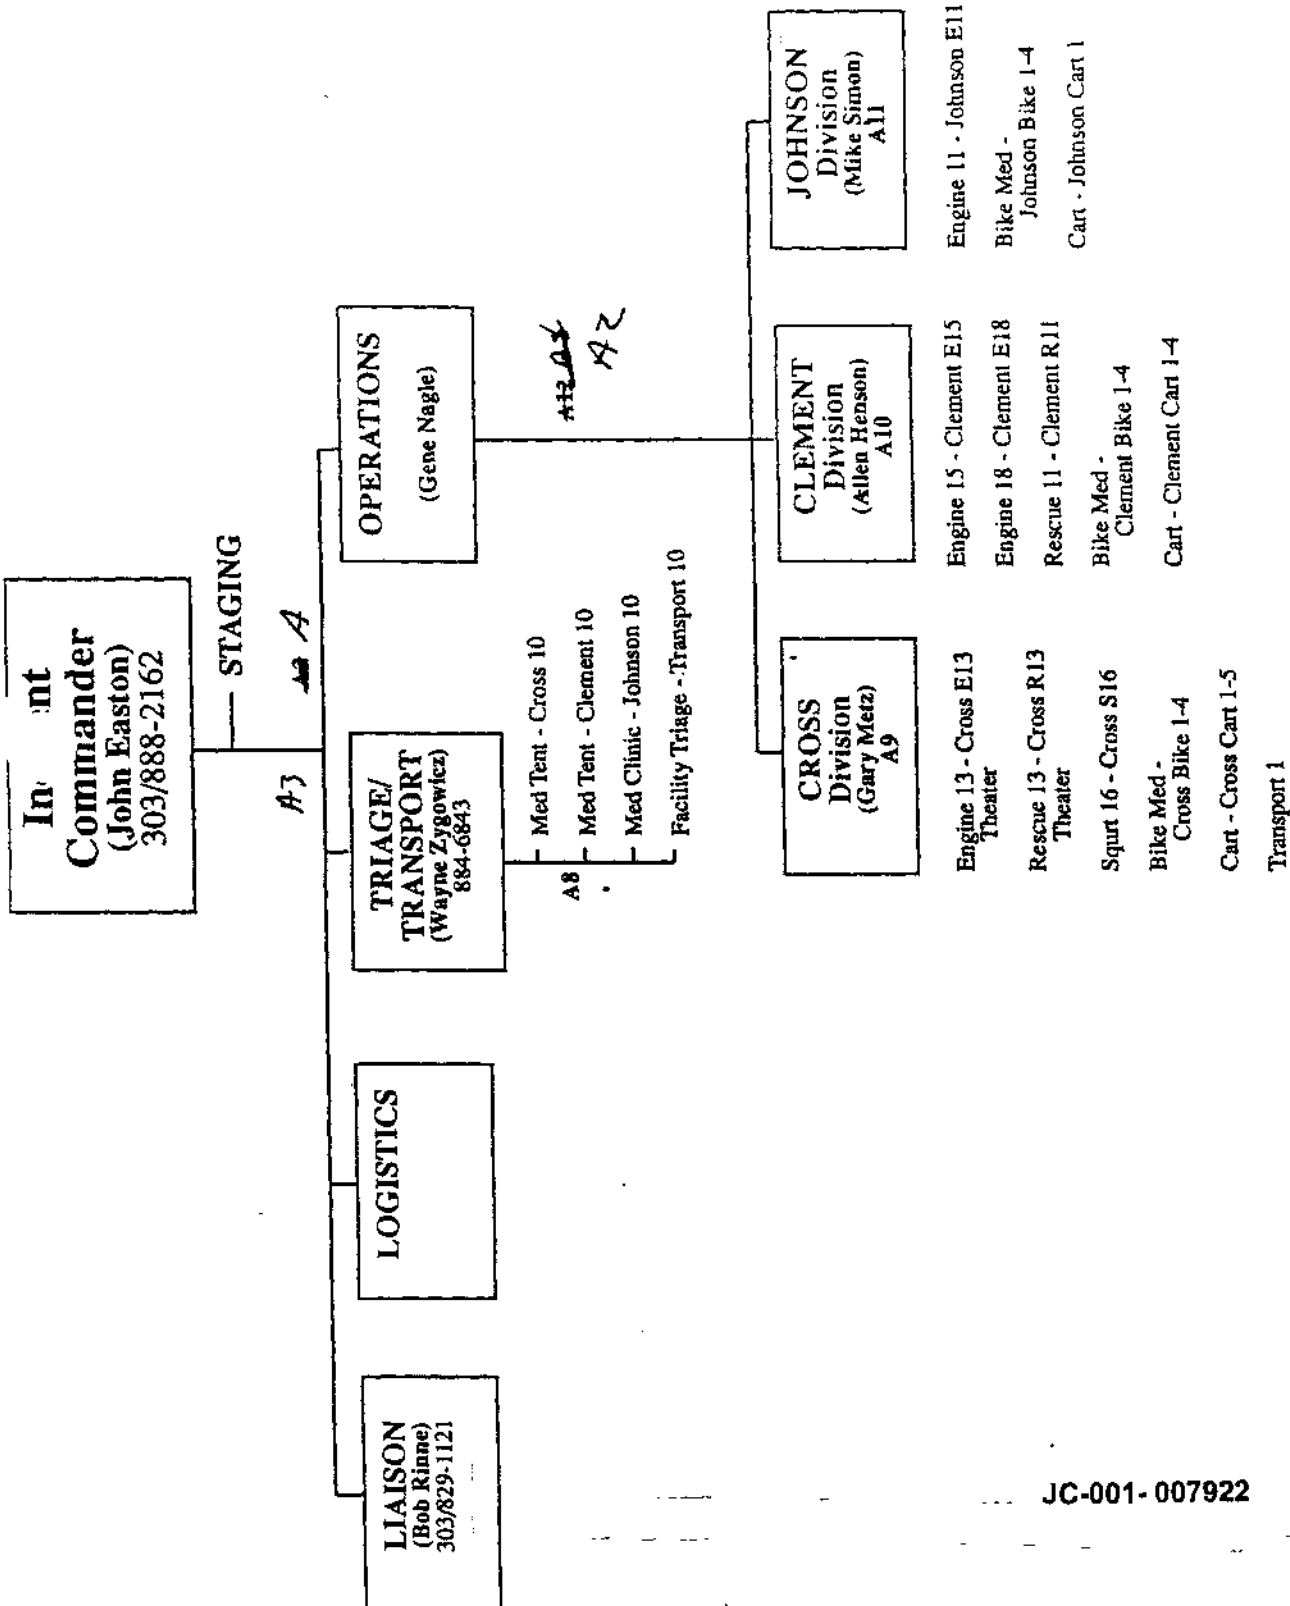 In nt
Commander
(John Easton)
303/888-2162
STAGING
A3
A
LIAISON
(Bob Rinne)
303/829-1121
LOGISTICS
TRIAGE/
TRANSPORT
(Wayne Zygowicz)
884-6843
A8
Med Tent - Cross 10
Med Tent - Clement 10
Med Clinic - Johnson 10
Facility Triage - Transport 10
OPERATIONS
(Gene Nagle)
A2
CROSS
Division
(Gary Metz)
A9
Engine 13 - Cross E13
Theater
Rescue 13 - Cross R13
Theater
Squrt 16 - Cross S16
Bike Med -
Cross Bike 1-4
Cart - Cross Cart 1-5
Transport 1
CLEMENT
Division
(Allen Henson)
A10
Engine 15 - Clement E15
Engine 18 - Clement E18
Rescue 11 - Clement R11
Bike Med -
Clement Bike 1-4
Cart - Clement Cart 1-4
JOHNSON
Division
(Mike Simon)
A11
Engine 11 - Johnson E11
Bike Med -
Johnson Bike 1-4
Cart - Johnson Cart 1
JC-001- 007922